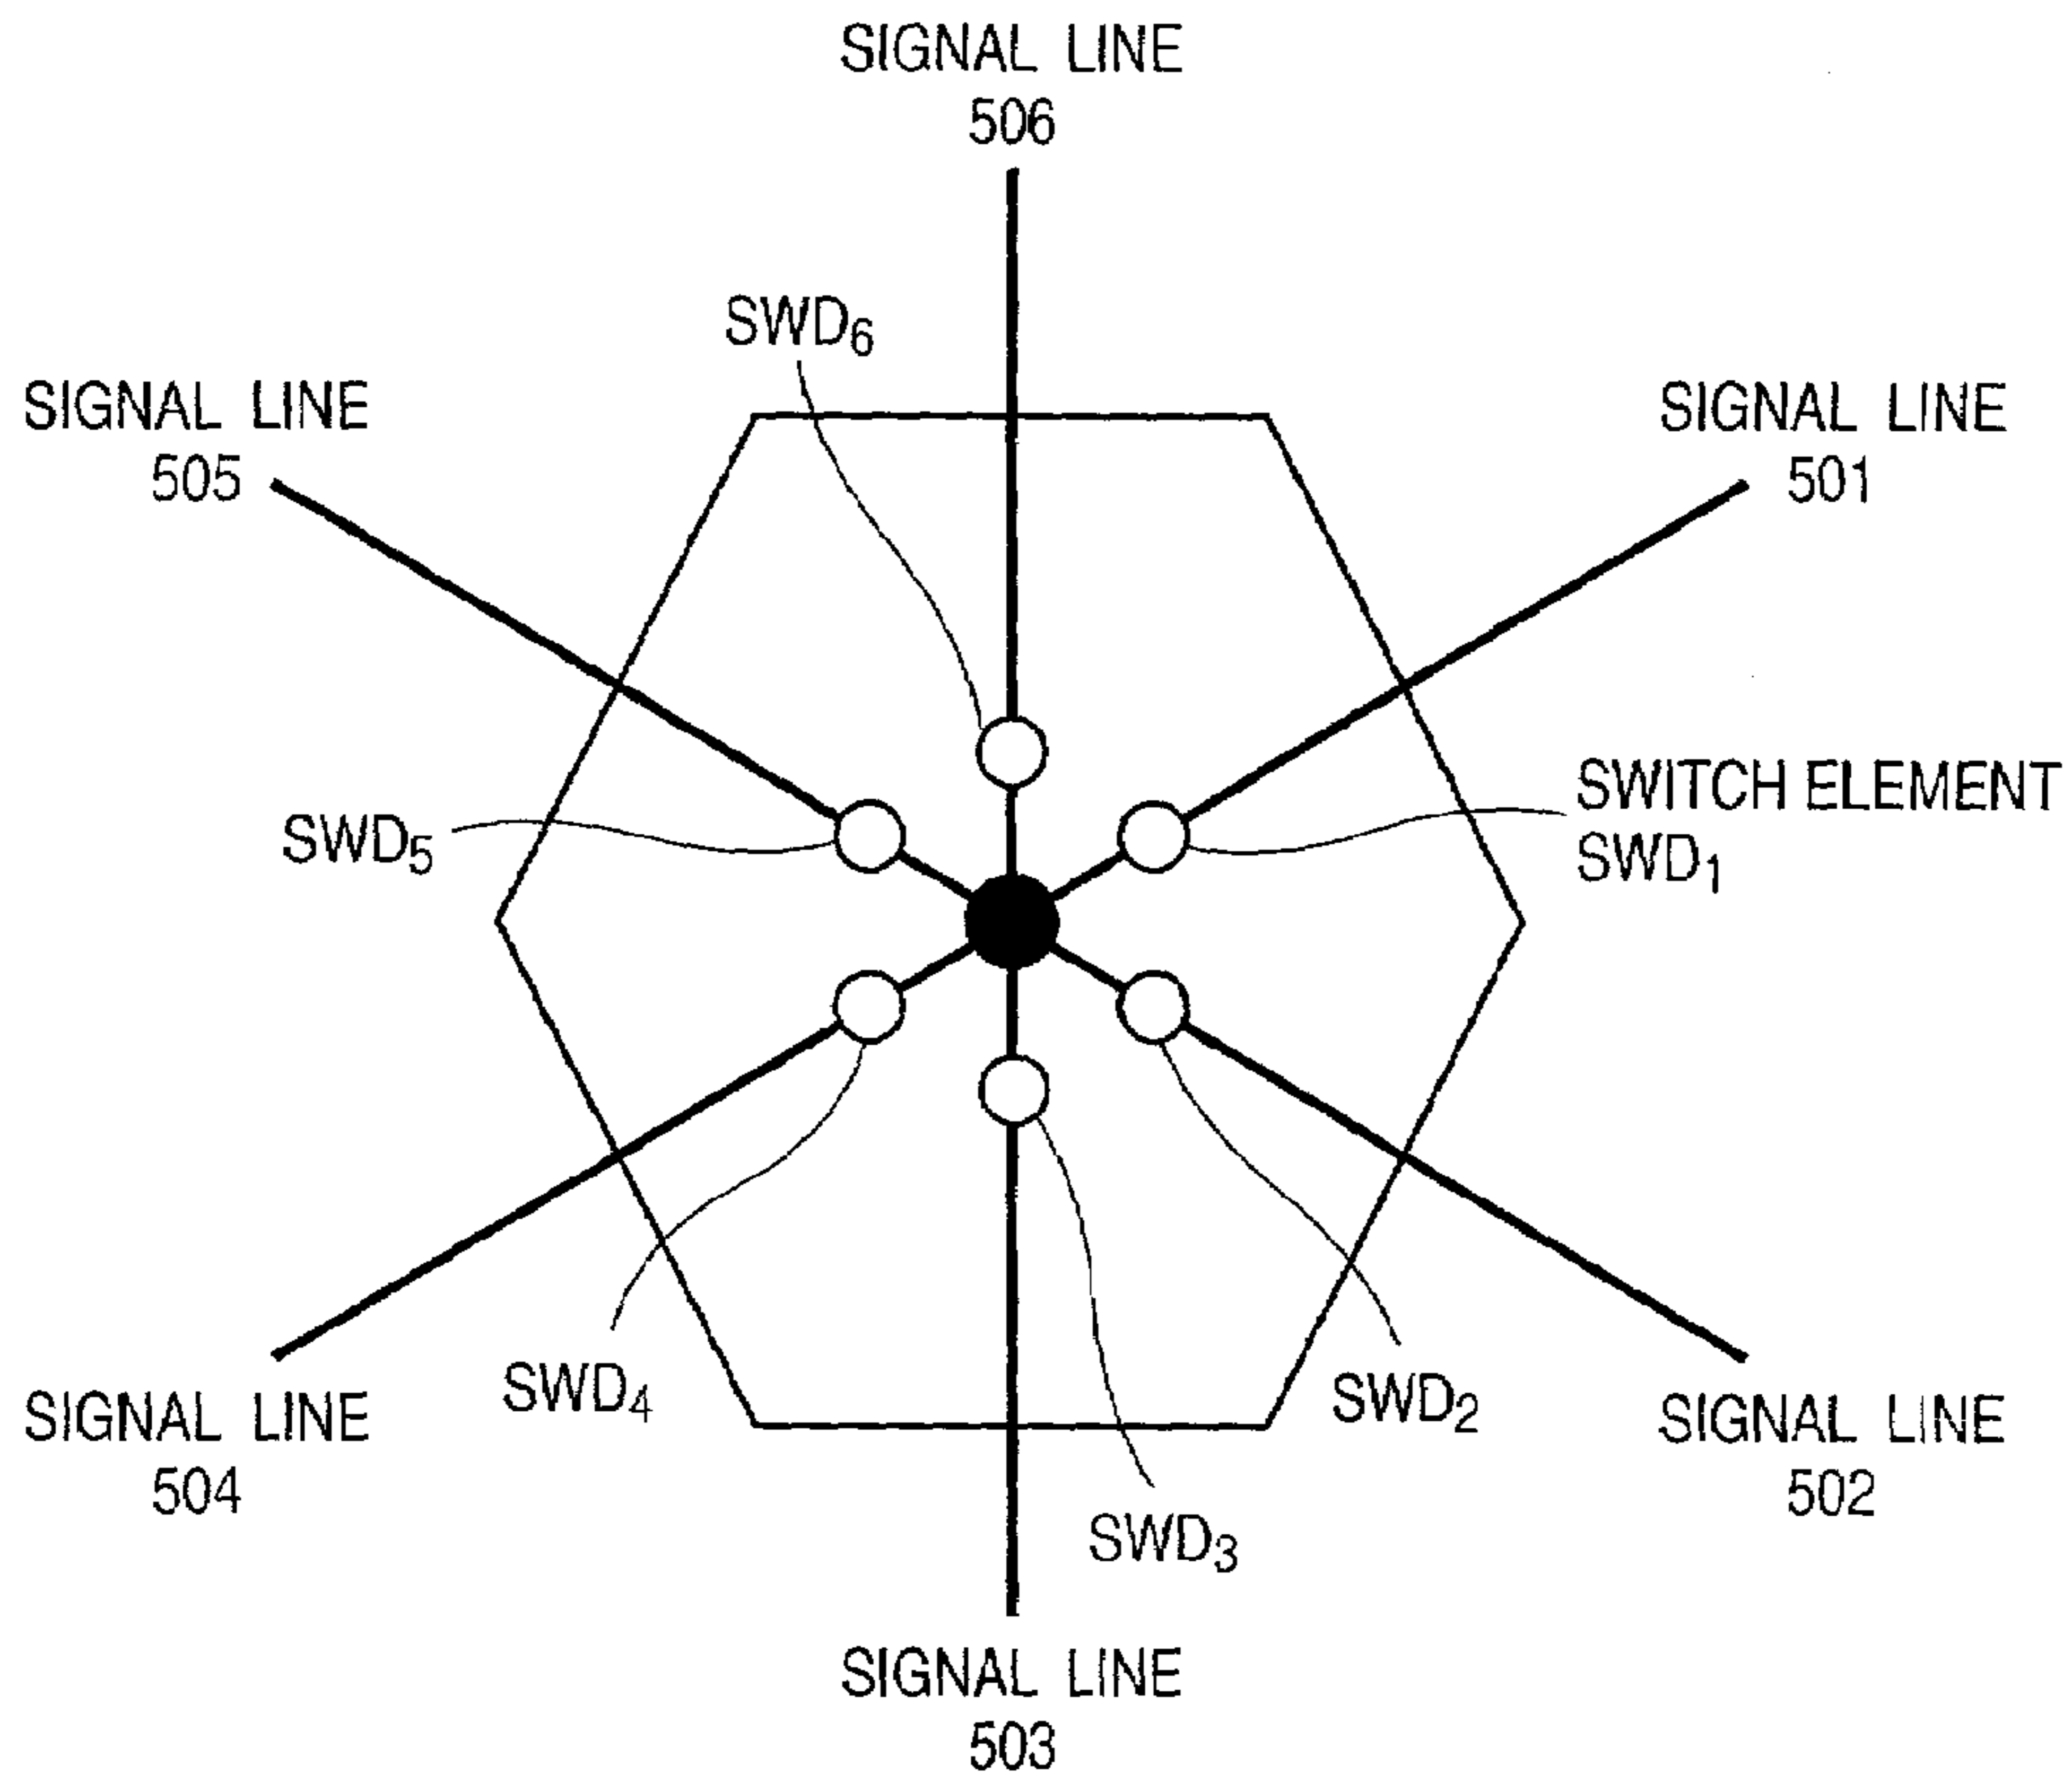 SIGNAL LINE
506
SWD6
SIGNAL LINE
505
SIGNAL LINE
501
SWITCH ELEMENT
SWD1
SWD5
SWD4
SWD2
SIGNAL LINE
504
SIGNAL LINE
502
SWD3
SIGNAL LINE
503